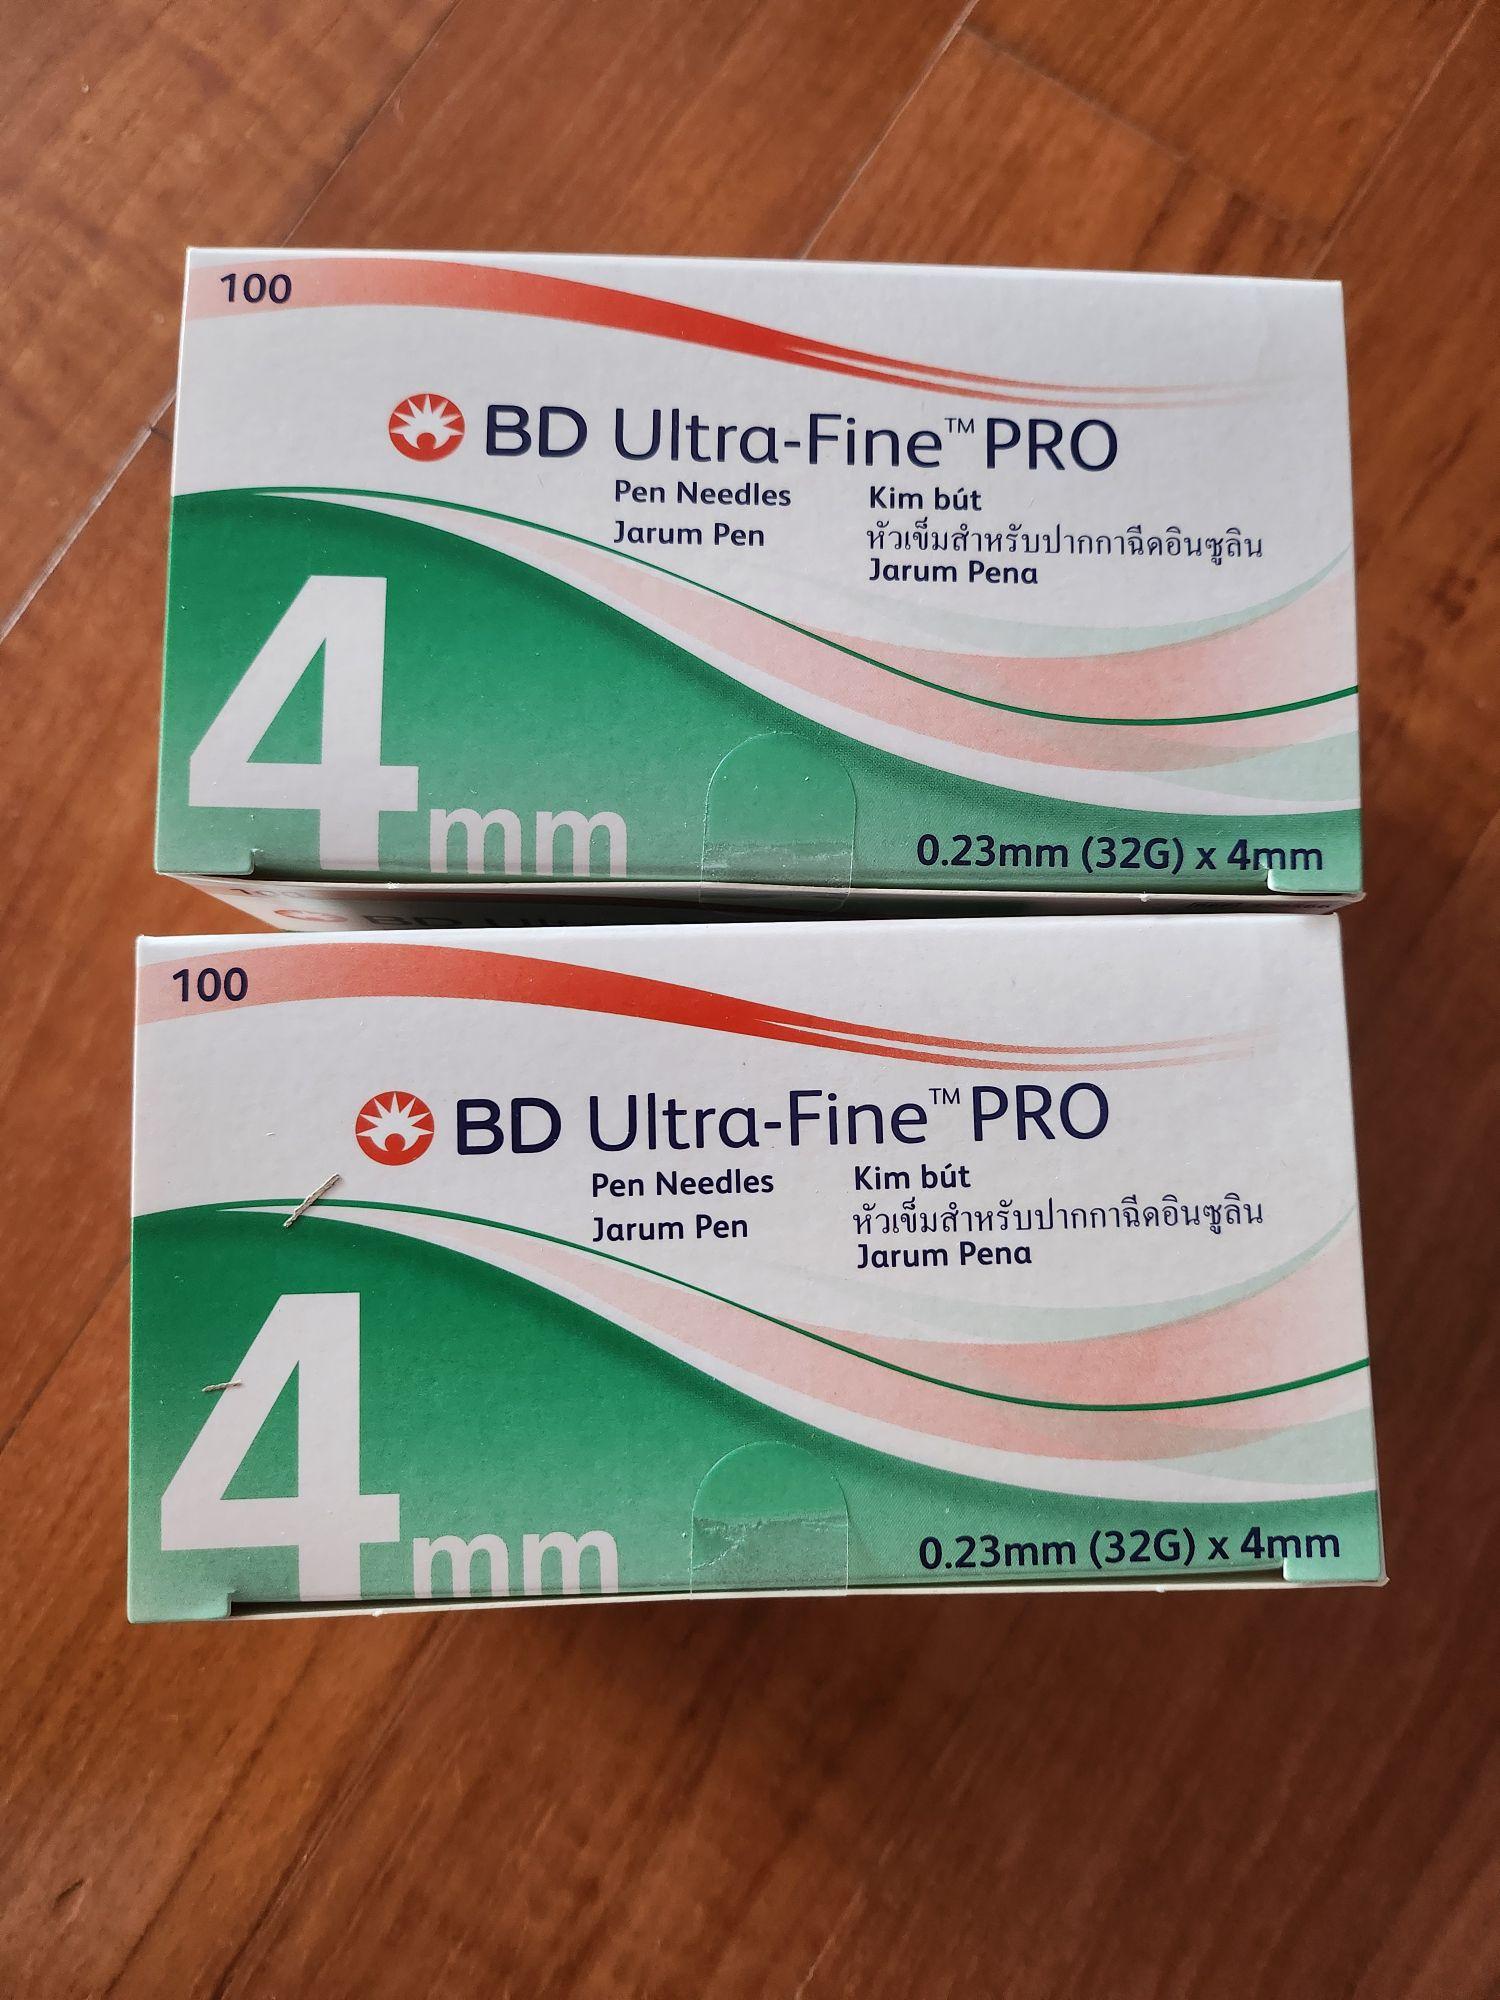 100
BD Ultra-Fine™ PRO
Pen Needles
Jarum Pen
Kim bút
หัวเข็มสำหรับปากกาฉีดอินซูลิน
Jarum Pena
4mm
0.23mm (32G) x 4mm
BD
100
BD Ultra-Fine™ PRO
Pen Needles
Jarum Pen
Kim bút
หัวเข็มสำหรับปากกาฉีดอินซูลิน
Jarum Pena
4mm
0.23mm (32G) x 4mm